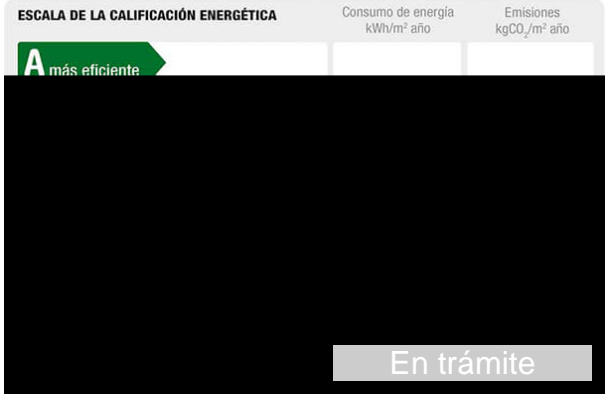 ESCALA DE LA CALIFICACIÓN ENERGÉTICA
Consumo de energía
kWh/m² año
Emisiones
kgCO₂/m² año
A más eficiente
En trámite